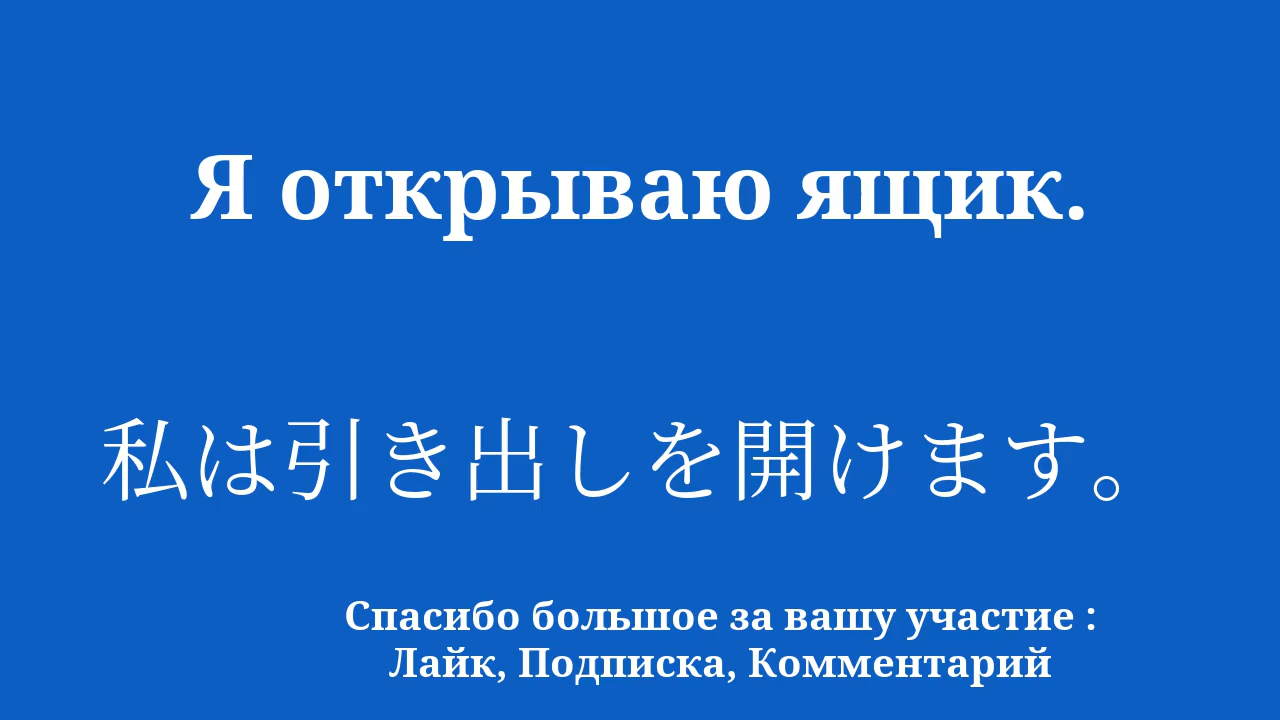 Я открываю ящик.
私は引き出しを開けます。
Спасибо большое за вашу участие :
Лайк, Подписка, Комментарий